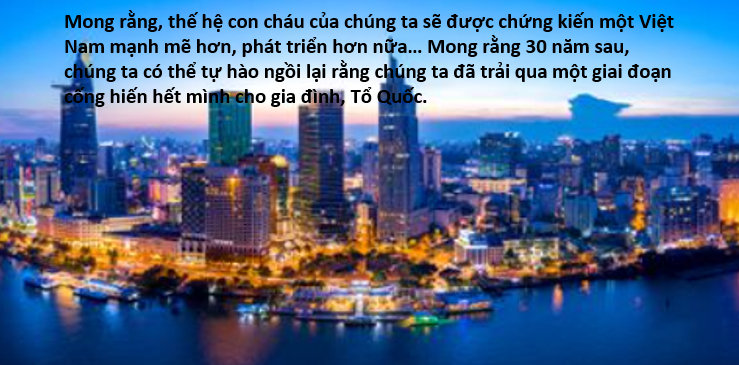 Mong rằng, thế hệ con cháu của chúng ta sẽ được chứng kiến một Việt
Nam mạnh mẽ hơn, phát triển hơn nữa... Mong rằng 30 năm sau,
chúng ta có thể tự hào ngồi lại rằng chúng ta đã trải qua một giai đoạn
cống hiến hết mình cho gia đình, Tổ Quốc.